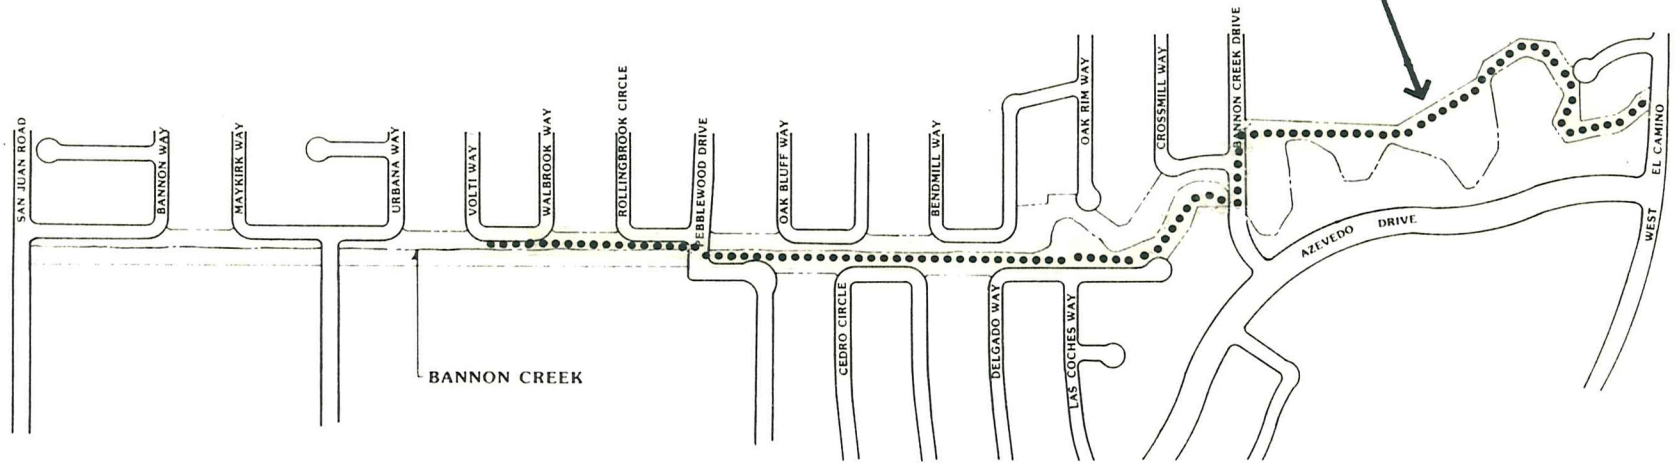 SAN JUAN ROAD
BANNON WAY
MAYKIRK WAY
URBANA WAY
VOLTI WAY
WALBROOK WAY
ROLLINGBROOK CIRCLE
PEBBLEWOOD DRIVE
OAK BLUFF WAY
BENDMILL WAY
OAK RIM WAY
CROSSMILL WAY
BANNON CREEK DRIVE
WEST EL CAMINO
AZEVEDO DRIVE
CEDRO CIRCLE
DELGADO WAY
LAS COCHES WAY
BANNON CREEK